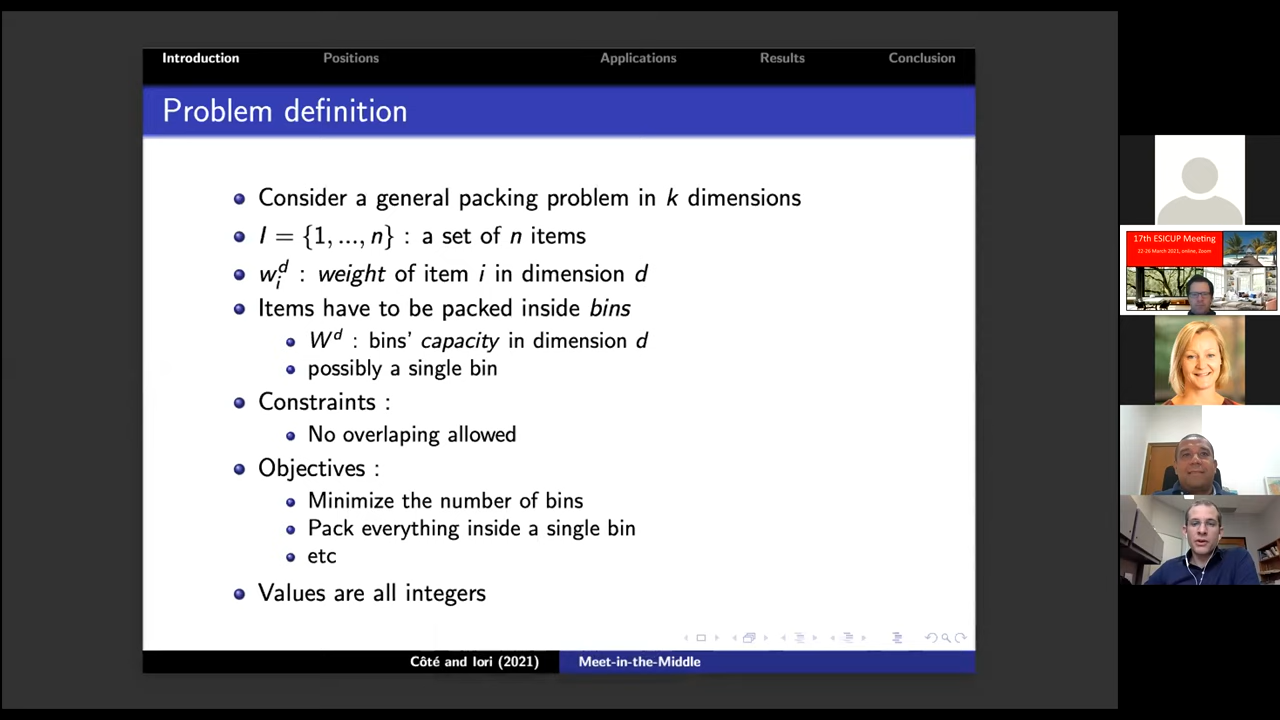 Introduction Positions Applications Results Conclusion
Problem definition
Consider a general packing problem in k dimensions
I = {1, ..., n} : a set of n items
w_i^d : weight of item i in dimension d
Items have to be packed inside bins
W^d : bins' capacity in dimension d
possibly a single bin
Constraints :
No overlaping allowed
Objectives :
Minimize the number of bins
Pack everything inside a single bin
etc
Values are all integers
Côté and Iori (2021) Meet-in-the-Middle
17th ESICUP Meeting
22-26 March 2021, online, Zoom